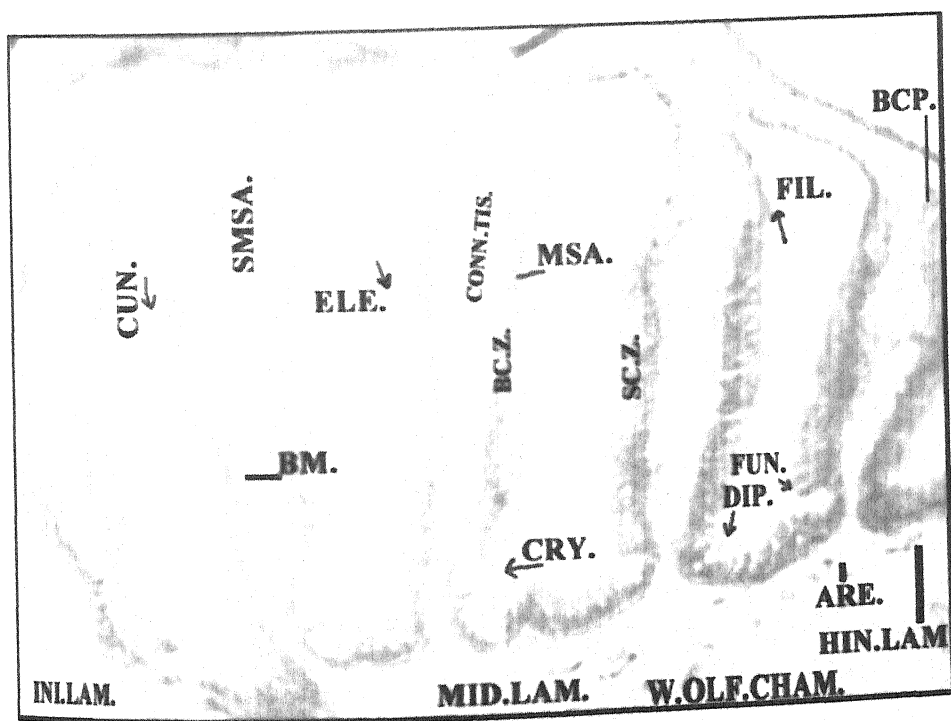 BCP.
FIL.
SMSA.
CONN.TIS.
MSA.
CUN.
ELE.
BC.Z.
SC.Z.
BM.
FUN.
DIP.
CRY.
ARE.
HIN.LAM
INI.LAM.
MID.LAM.
W.OLF.CHAM.